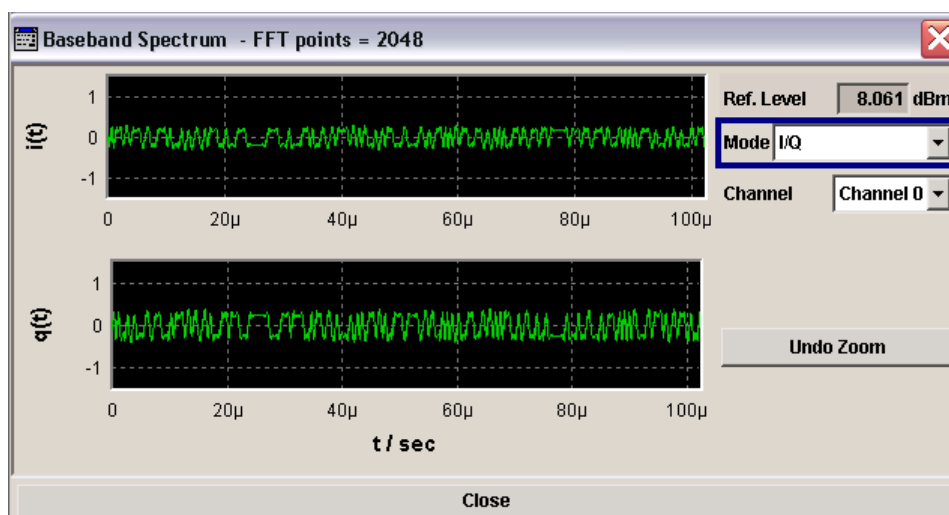 Baseband Spectrum - FFT points = 2048
i(t)
1
0
-1
0 20µ 40µ 60µ 80µ 100µ
q(t)
1
0
-1
0 20µ 40µ 60µ 80µ 100µ
t / sec
Ref. Level 8.061 dBm
Mode I/Q
Channel Channel 0
Undo Zoom
Close